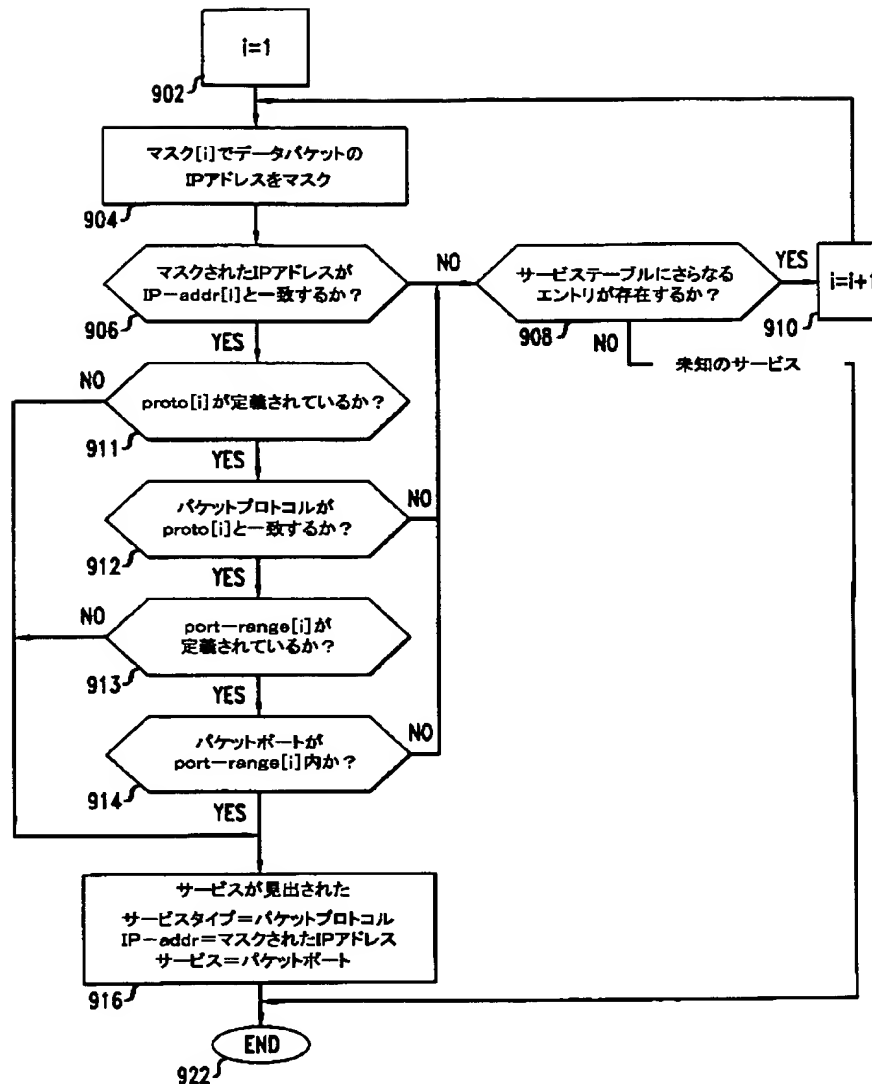 i=1
902
マスク[i]でデータパケットの
IPアドレスをマスク
904
マスクされたIPアドレスが
IP-addr[i]と一致するか?
906
NO
YES
サービステーブルにさらなる
エントリが存在するか?
908
YES
NO
i=i+1
910
未知のサービス
NO
proto[i]が定義されているか?
911
YES
パケットプロトコルが
proto[i]と一致するか?
912
NO
YES
NO
port-range[i]が
定義されているか?
913
YES
パケットポートが
port-range[i]内か?
914
NO
YES
サービスが見出された
サービスタイプ=パケットプロトコル
IP-addr=マスクされたIPアドレス
サービス=パケットポート
916
END
922